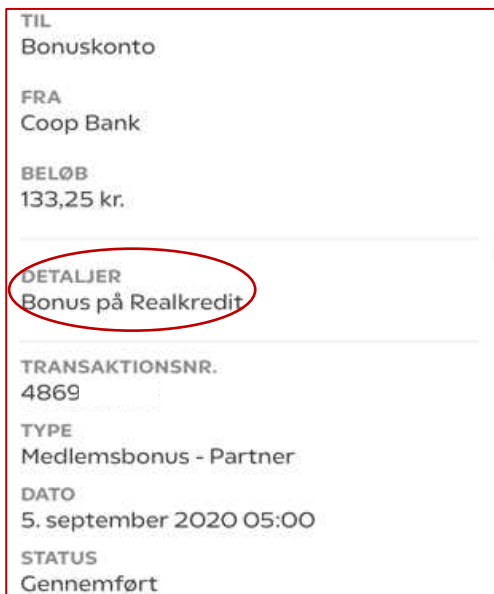 TIL
Bonuskonto
FRA
Coop Bank
BELØB
133,25 kr.
DETALJER
Bonus på Realkredit
TRANSAKTIONSNR.
4869
TYPE
Medlemsbonus - Partner
DATO
5. september 2020 05:00
STATUS
Gennemført